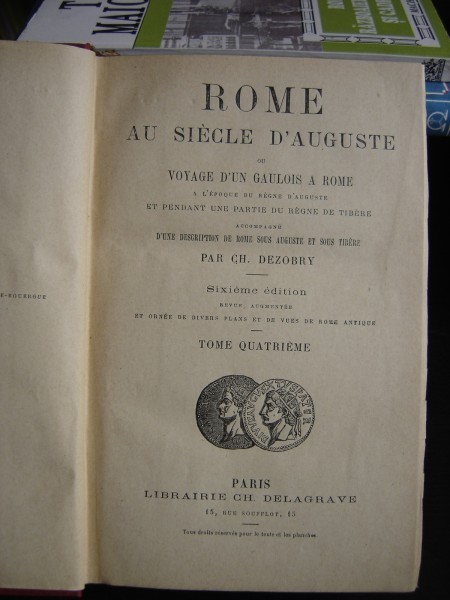 T
MAIO
ROME
AU SIÈCLE D'AUGUSTE
OU
VOYAGE D'UN GAULOIS A ROME
A L'ÉPOQUE DU RÈGNE D'AUGUSTE
ET PENDANT UNE PARTIE DU RÈGNE DE TIBÈRE
ACCOMPAGNÉ
D'UNE DESCRIPTION DE ROME SOUS AUGUSTE ET SOUS TIBÈRE
PAR CH. DEZOBRY
Sixième édition
REVUE, AUGMENTÉE
ET ORNÉE DE DIVERS PLANS ET DE VUES DE ROME ANTIQUE
TOME QUATRIÈME
PARIS
LIBRAIRIE CH. DELAGRAVE
15, RUE SOUFFLOT, 15
Tous droits réservés pour le texte et les planches.